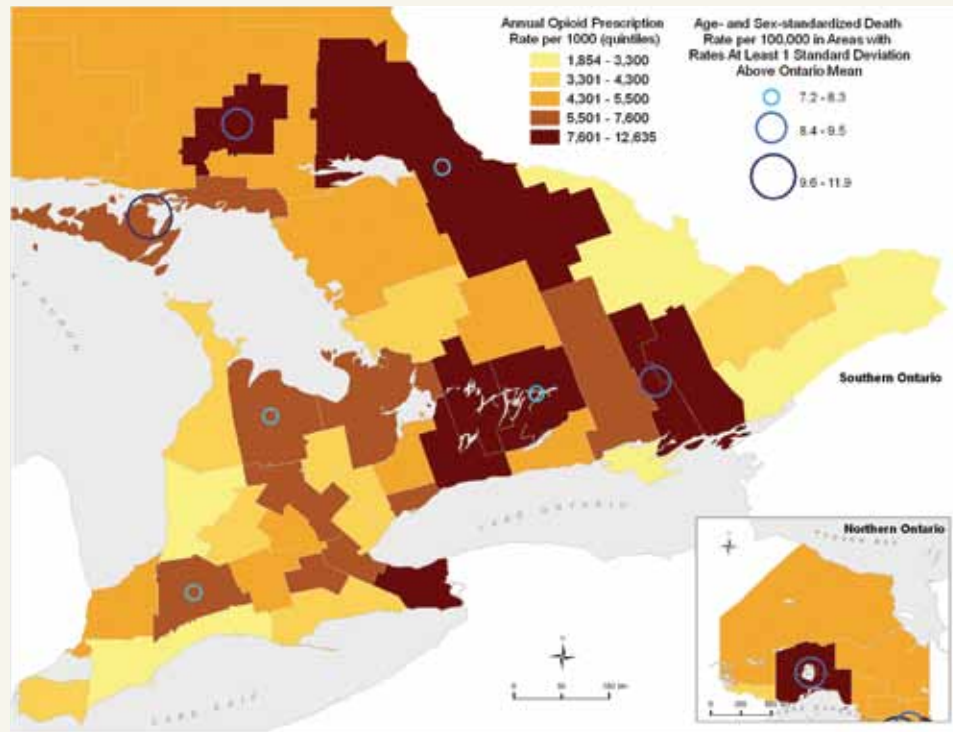 Annual Opioid Prescription
Rate per 1000 (quintiles)
1,854 - 3,300
3,301 - 4,300
4,301 - 5,500
5,501 - 7,600
7,601 - 12,635
Age- and Sex-standardized Death
Rate per 100,000 in Areas with
Rates At Least 1 Standard Deviation
Above Ontario Mean
7.2 - 8.3
8.4 - 9.5
9.6 - 11.9
Southern Ontario
LAKE ONTARIO
Northern Ontario
LAKE ERIE